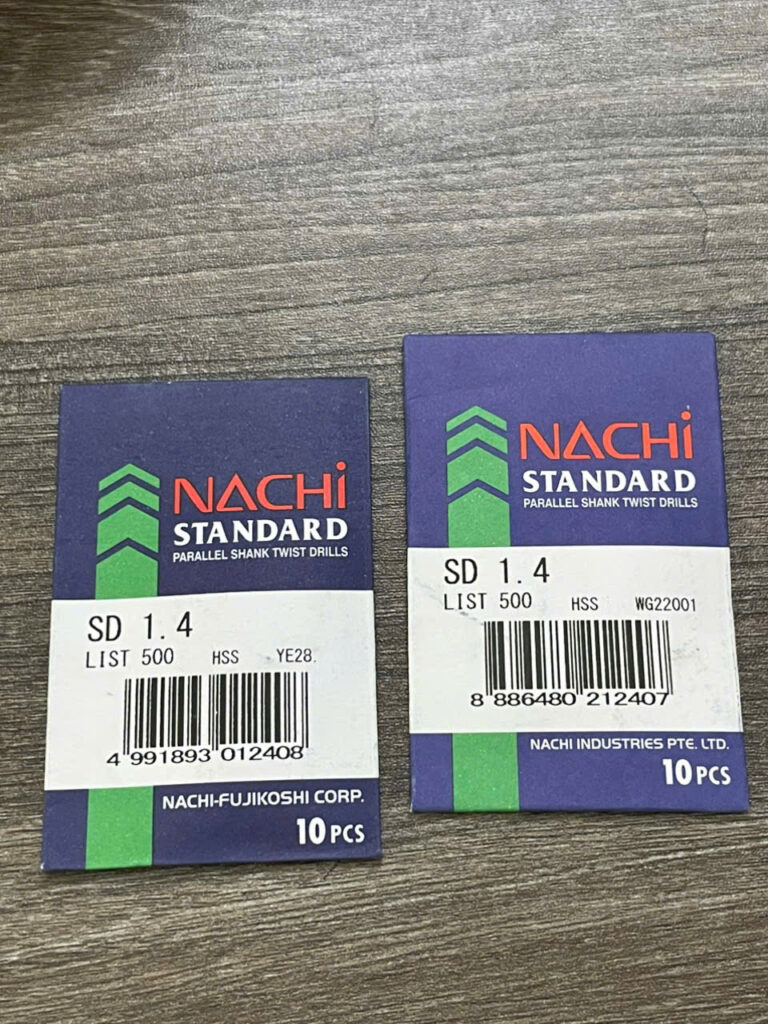 NACHi
STANDARD
PARALLEL SHANK TWIST DRILLS
SD 1.4
LIST 500 HSS YE28.
4 991893 012408
NACHI-FUJIKOSHI CORP.
10 PCS
NACHi
STANDARD
PARALLEL SHANK TWIST DRILLS
SD 1.4
LIST 500 HSS WG22001
8 886480 212407
NACHI INDUSTRIES PTE. LTD.
10 PCS